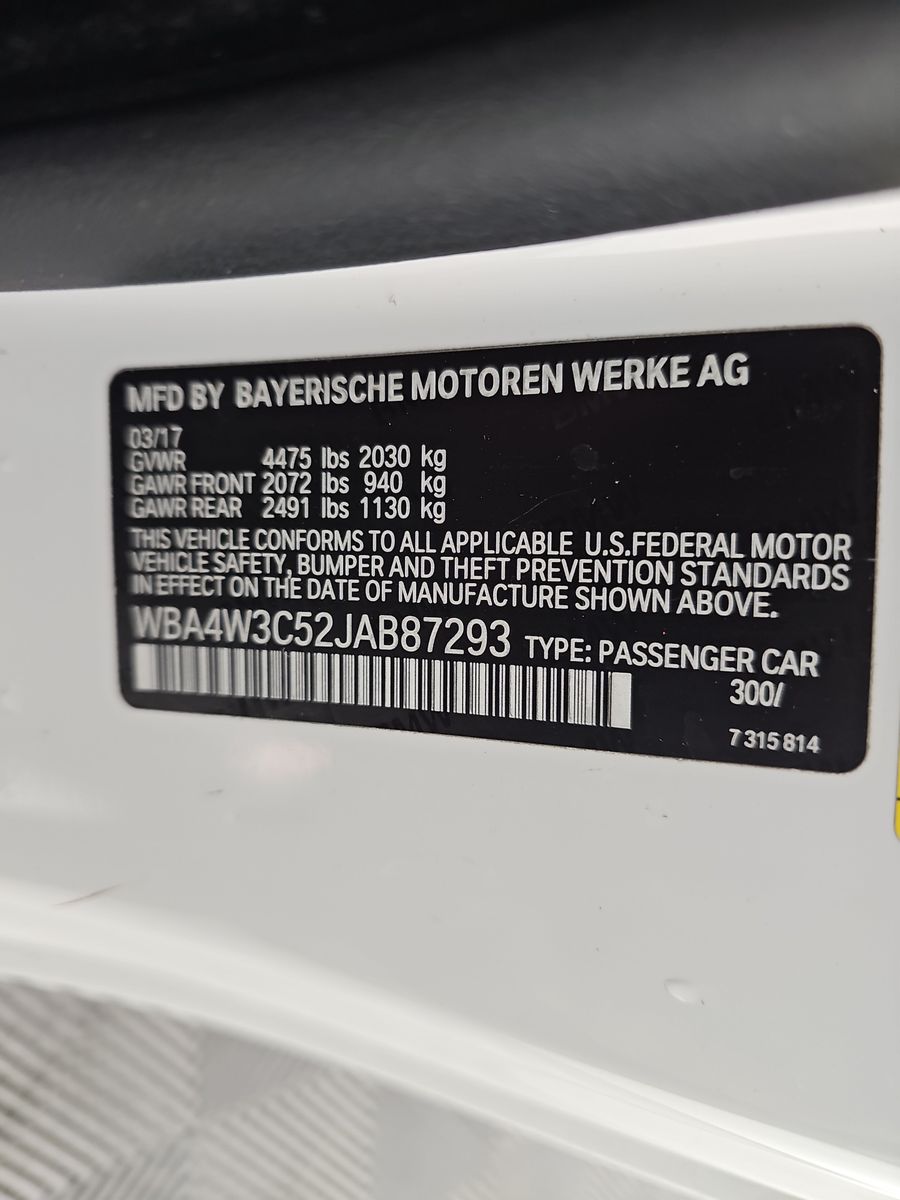 MFD BY BAYERISCHE MOTOREN WERKE AG
03/17
GVWR 4475 lbs 2030 kg
GAWR FRONT 2072 lbs 940 kg
GAWR REAR 2491 lbs 1130 kg
THIS VEHICLE CONFORMS TO ALL APPLICABLE U.S.FEDERAL MOTOR
VEHICLE SAFETY, BUMPER AND THEFT PREVENTION STANDARDS
IN EFFECT ON THE DATE OF MANUFACTURE SHOWN ABOVE.
WBA4W3C52JAB87293 TYPE: PASSENGER CAR
300/
7 315 814